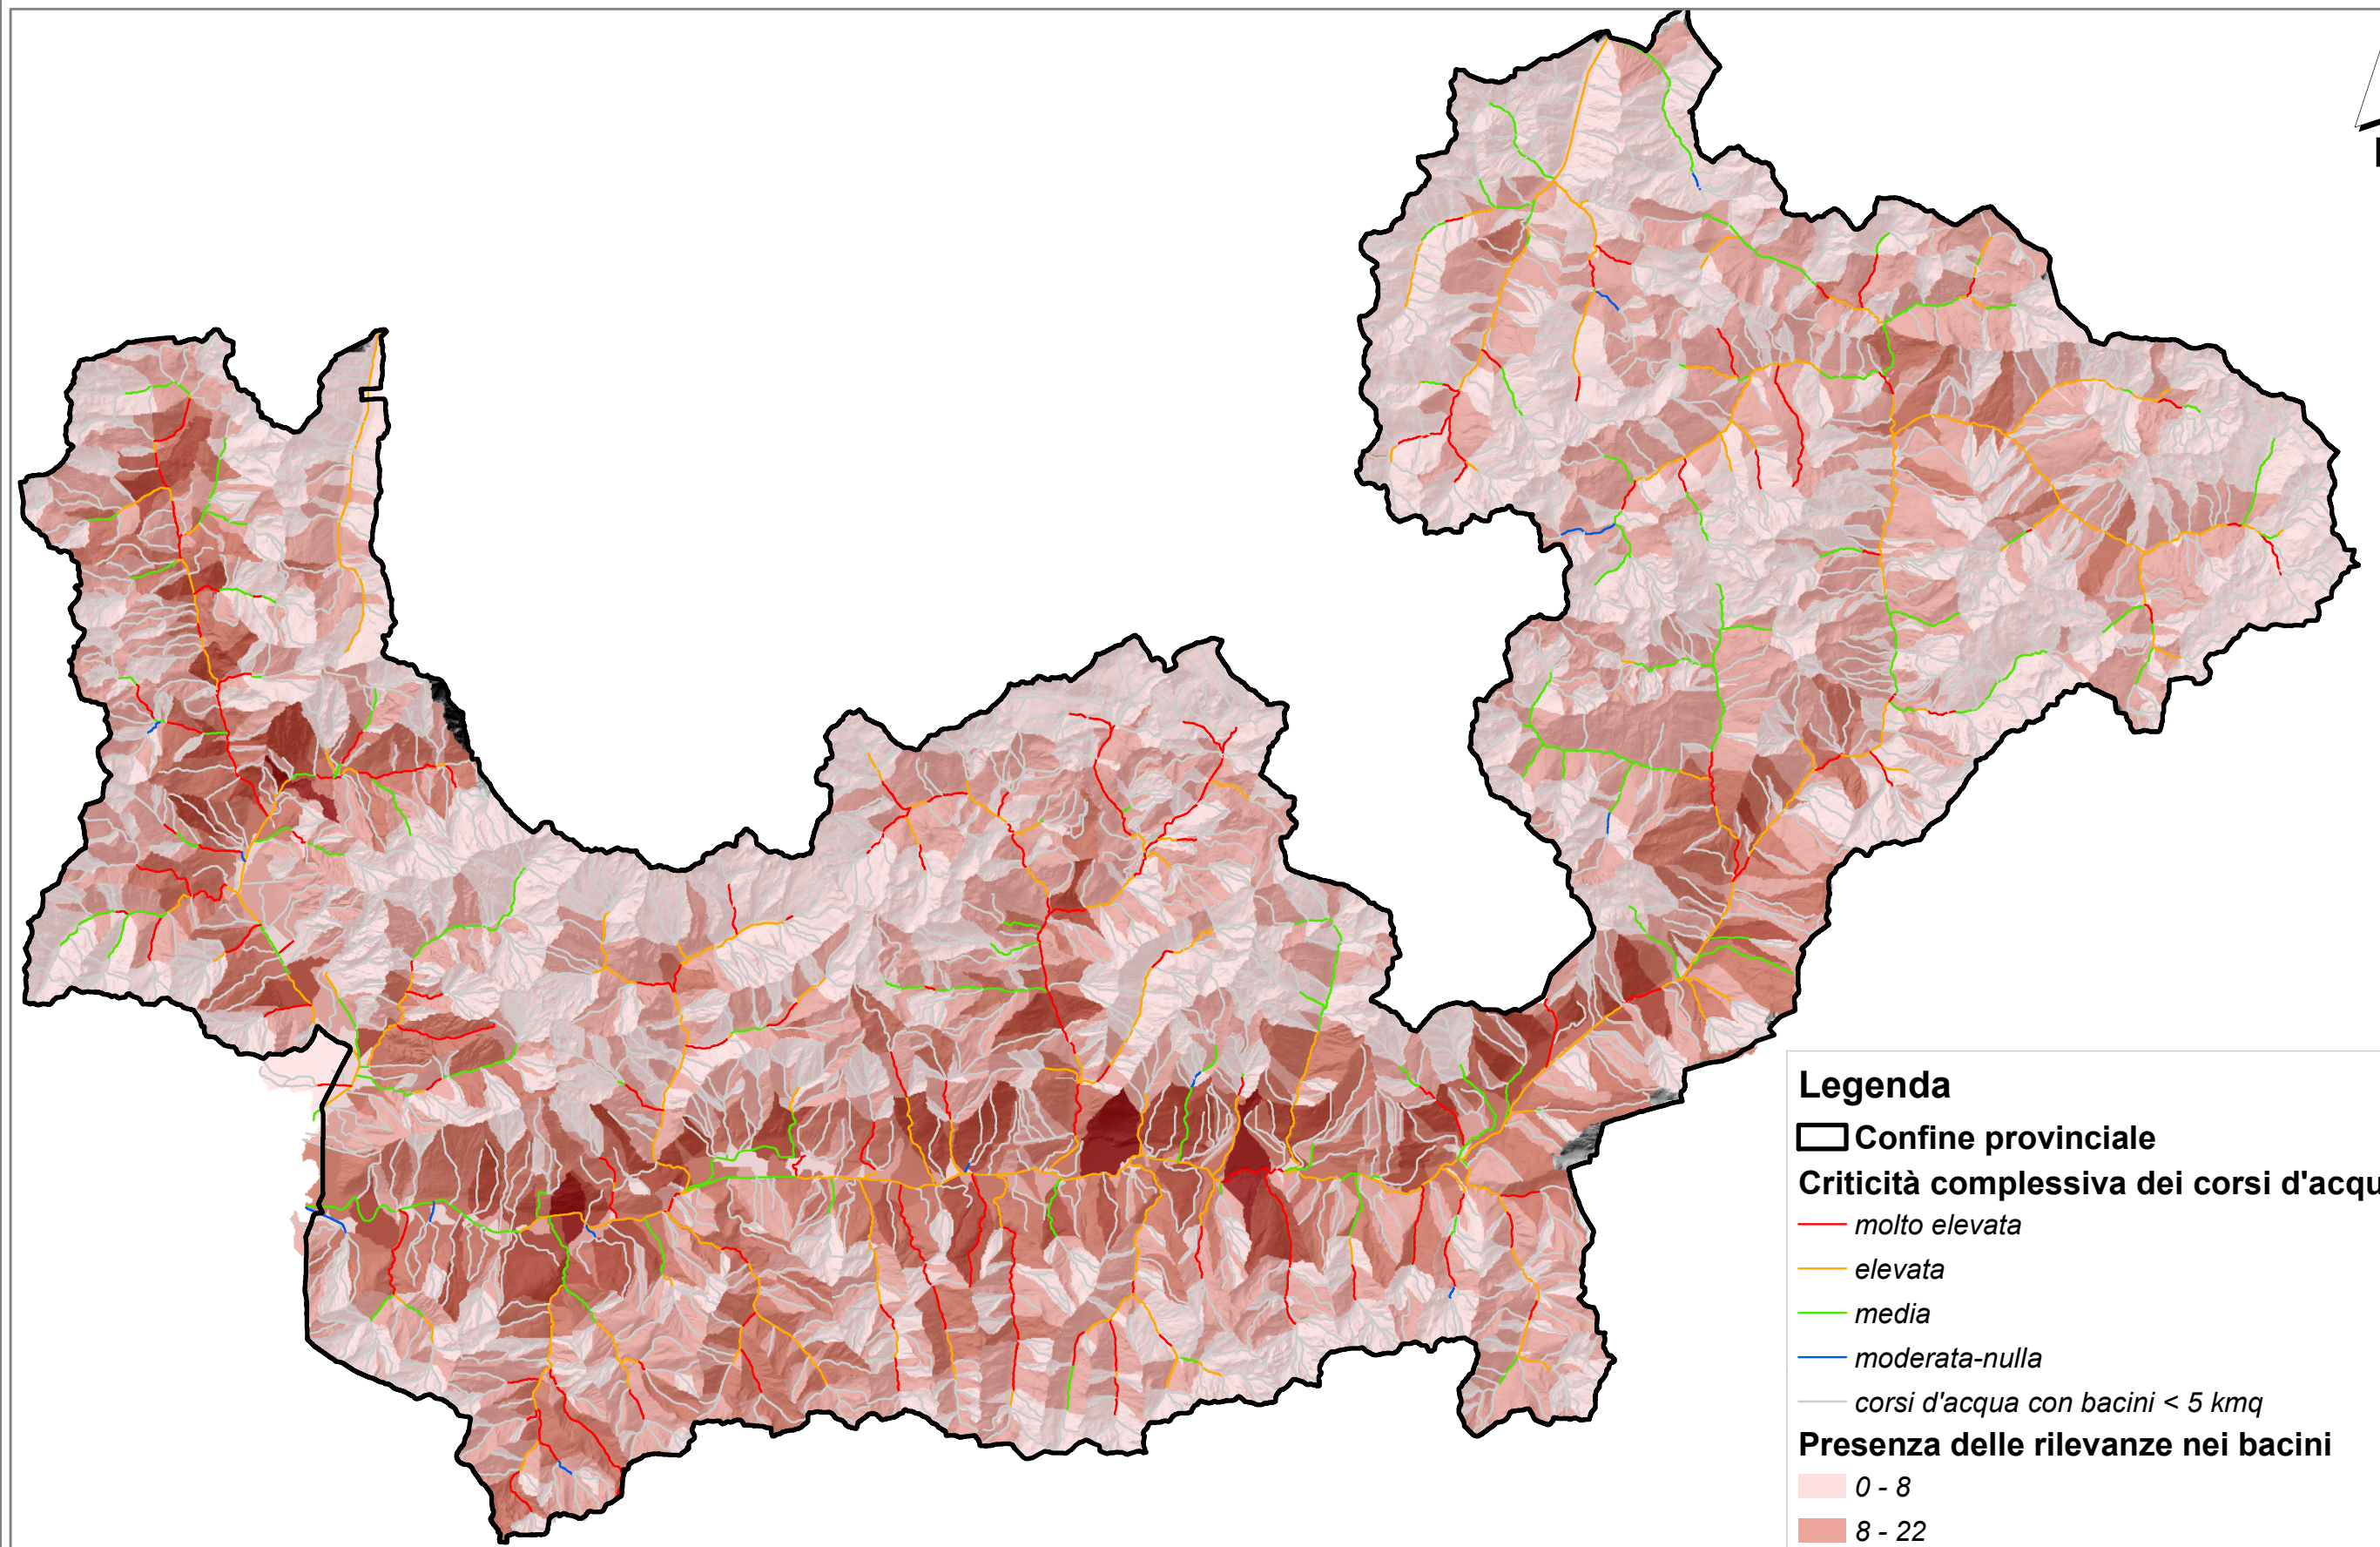 Legenda
Confine provinciale
Criticità complessiva dei corsi d'acqu
molto elevata
elevata
media
moderata-nulla
corsi d'acqua con bacini < 5 kmq
Presenza delle rilevanze nei bacini
0 - 8
8 - 22